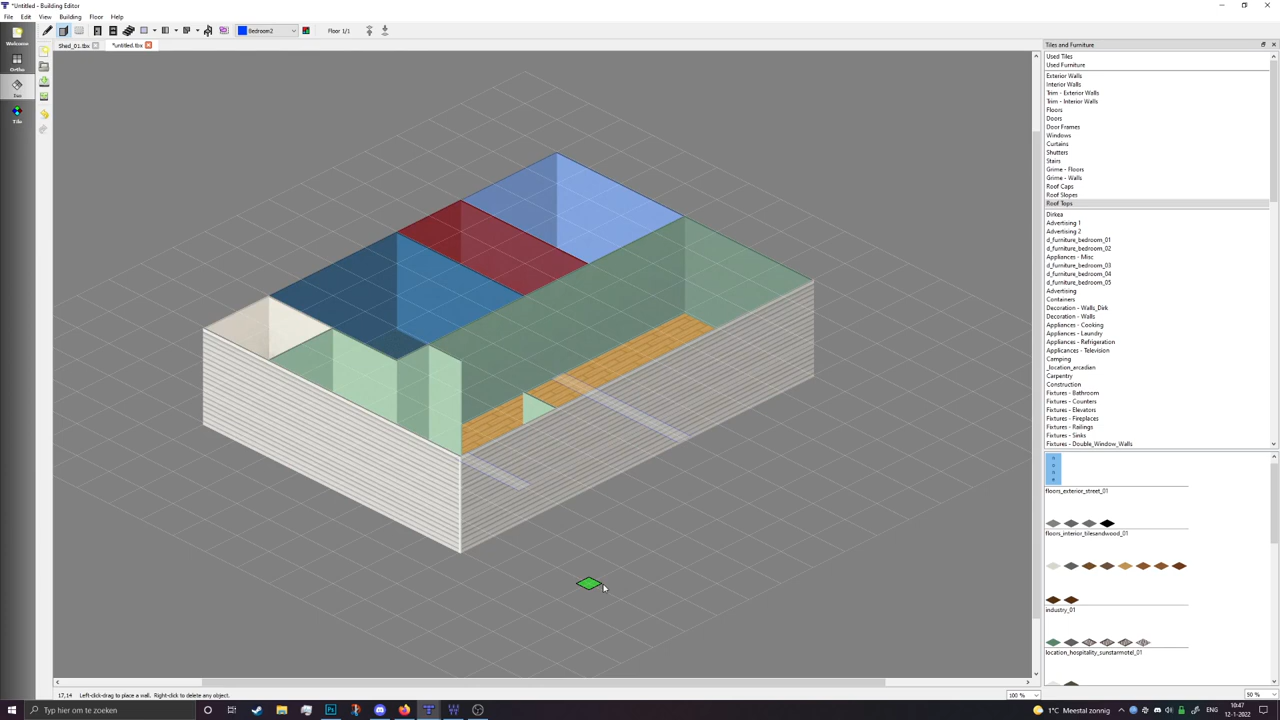 *Untitled - Building Editor
File Edit View Building Floor Help
Bedroom2
Floor 1/1
Welcome
Ortho
Iso
Tile
Shed_01.tbx
*untitled.tbx
Tiles and Furniture
Used Tiles
Used Furniture
Exterior Walls
Interior Walls
Trim - Exterior Walls
Trim - Interior Walls
Floors
Doors
Door Frames
Windows
Curtains
Shutters
Stairs
Grime - Floors
Grime - Walls
Roof Caps
Roof Slopes
Roof Tops
Dirkea
Advertising 1
Advertising 2
d_furniture_bedroom_01
d_furniture_bedroom_02
Appliances - Misc
d_furniture_bedroom_03
d_furniture_bedroom_04
d_furniture_bedroom_05
Advertising
Containers
Decoration - Walls_Dirk
Decoration - Walls
Appliances - Cooking
Appliances - Laundry
Appliances - Refrigeration
Applicances - Television
Camping
_location_arcadian
Carpentry
Construction
Fixtures - Bathroom
Fixtures - Counters
Fixtures - Elevators
Fixtures - Fireplaces
Fixtures - Railings
Fixtures - Sinks
Fixtures - Double_Window_Walls
floors_exterior_street_01
floors_interior_tilesandwood_01
industry_01
location_hospitality_sunstarmotel_01
17,14 Left-click-drag to place a wall. Right-click to delete any object.
100 %
50 %
Typ hier om te zoeken
1°C Meestal zonnig
ENG
10:47
12-1-2022